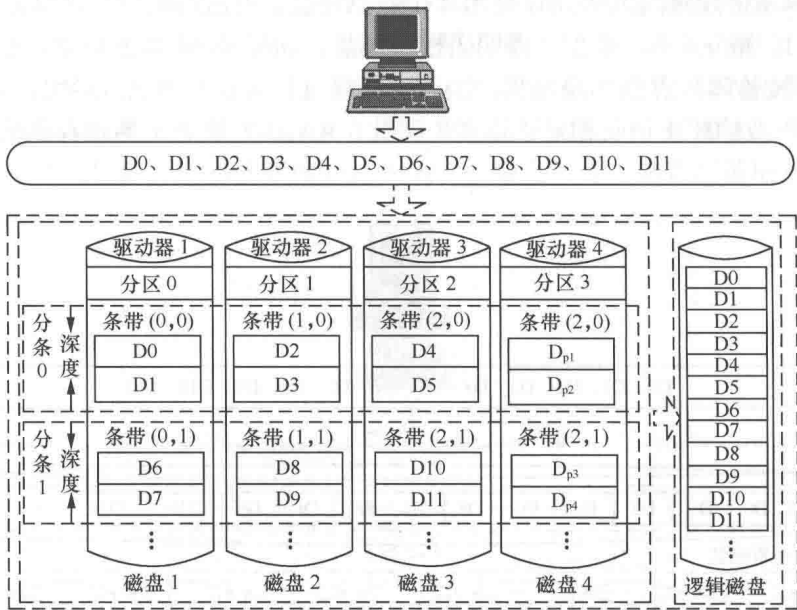 D0、D1、D2、D3、D4、D5、D6、D7、D8、D9、D10、D11
驱动器1 驱动器2 驱动器3 驱动器4
分区0 分区1 分区2 分区3
分条0
深度
条带(0,0) 条带(1,0) 条带(2,0) 条带(2,0)
D0 D2 D4 Dp1
D1 D3 D5 Dp2
分条1
深度
条带(0,1) 条带(1,1) 条带(2,1) 条带(2,1)
D6 D8 D10 Dp3
D7 D9 D11 Dp4
磁盘1 磁盘2 磁盘3 磁盘4
D0
D1
D2
D3
D4
D5
D6
D7
D8
D9
D10
D11
逻辑磁盘